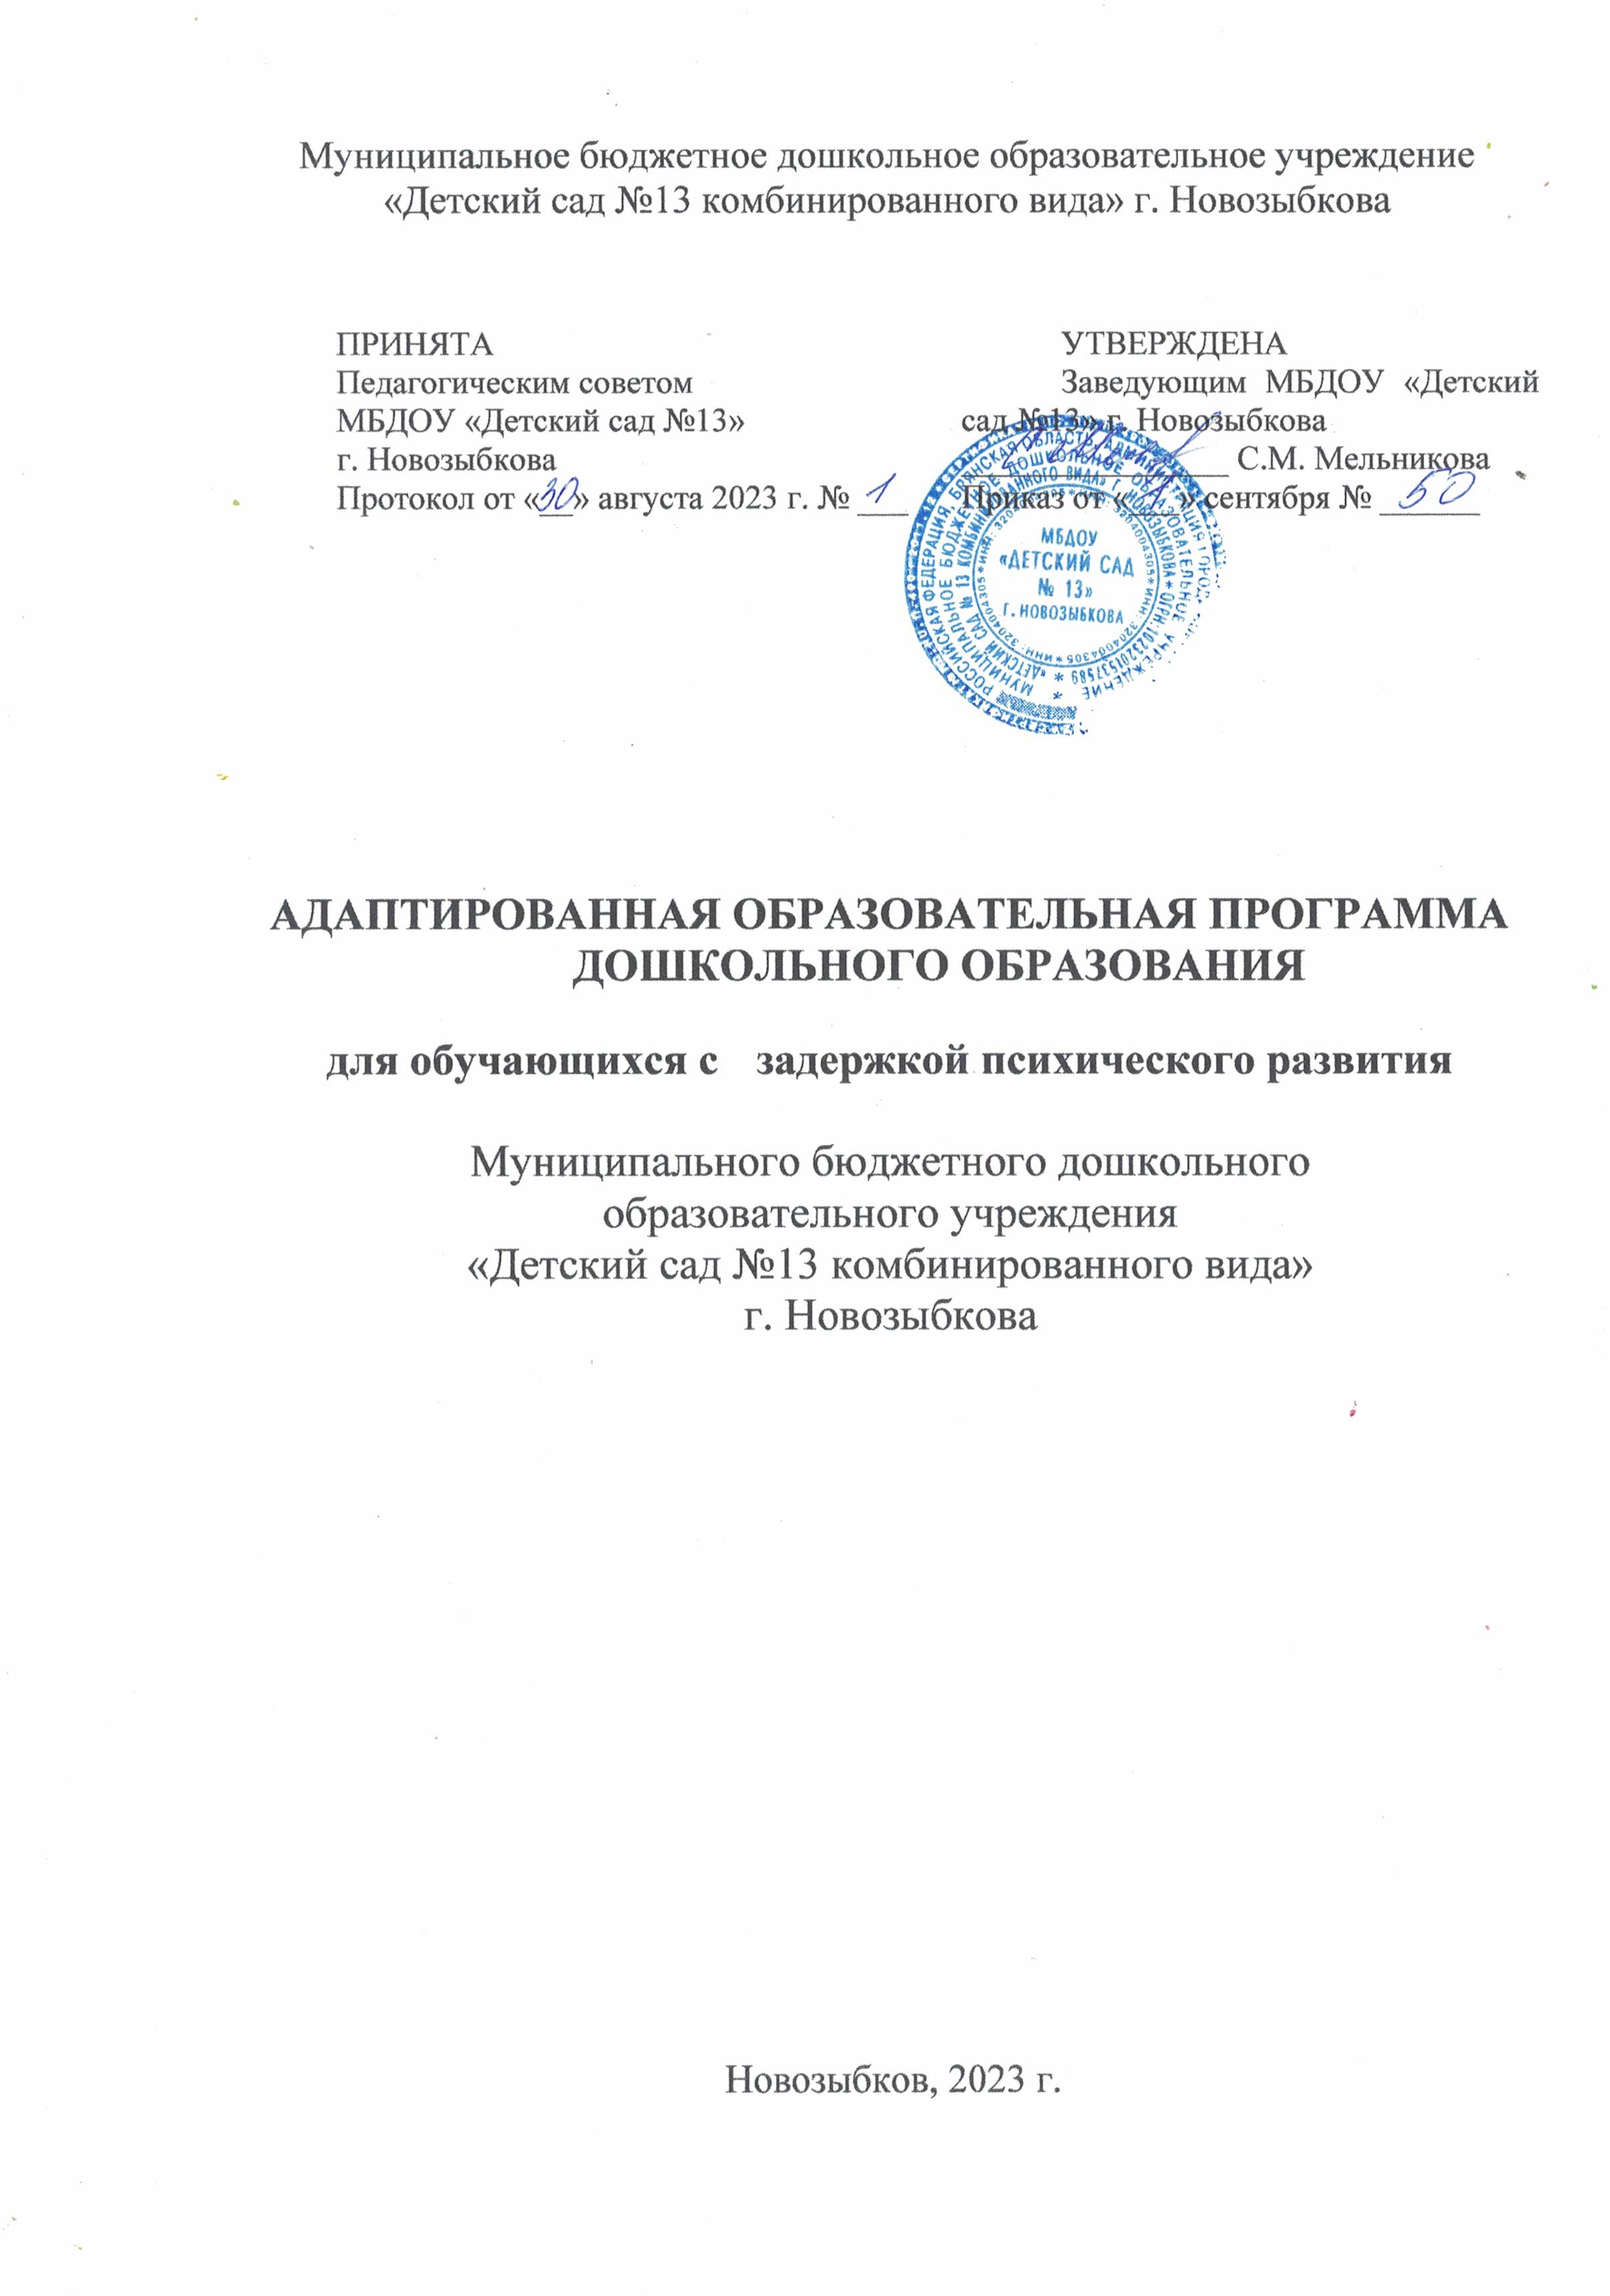 Муниципальное бюджетное дошкольное образовательное учреждение
«Детский сад №13 комбинированного вида» г. Новозыбкова
ПРИНЯТА
Педагогическим советом
МБДОУ «Детский сад №13»
г. Новозыбкова
Протокол от «30» августа 2023 г. № 1
УТВЕРЖДЕНА
Заведующим МБДОУ «Детский
сад №13» г. Новозыбкова
С.М. Мельникова
Приказ от «1» сентября № 50
МБДОУ
«ДЕТСКИЙ САД
№ 13»
Г. НОВОЗЫБКОВА
АДАПТИРОВАННАЯ ОБРАЗОВАТЕЛЬНАЯ ПРОГРАММА
ДОШКОЛЬНОГО ОБРАЗОВАНИЯ
для обучающихся с задержкой психического развития
Муниципального бюджетного дошкольного
образовательного учреждения
«Детский сад №13 комбинированного вида»
г. Новозыбкова
Новозыбков, 2023 г.